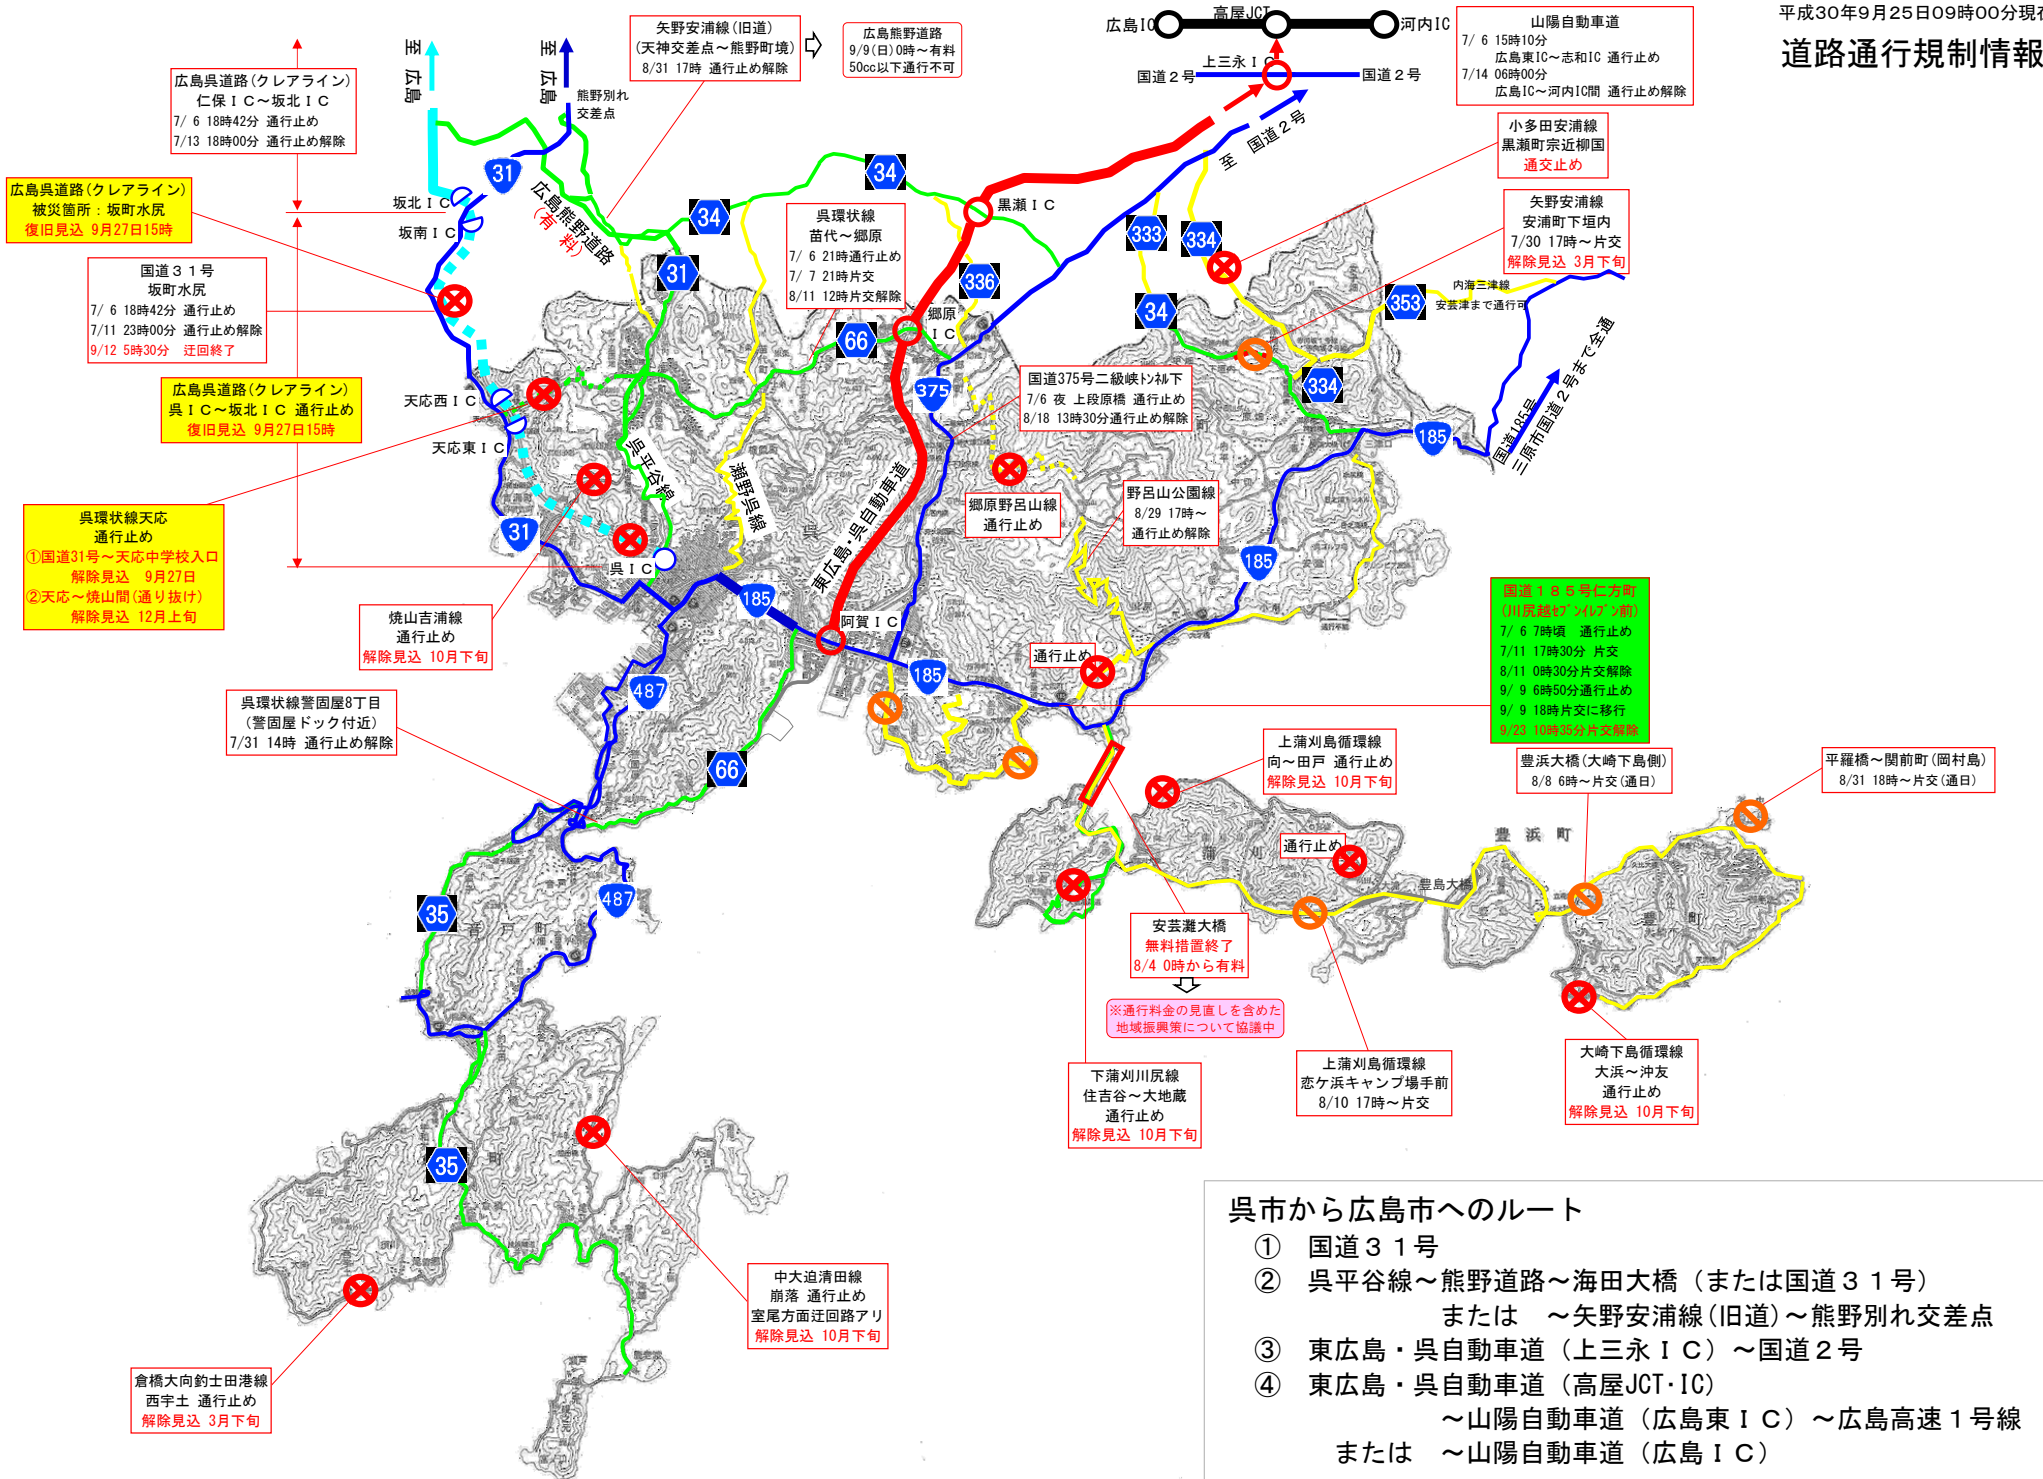 平成30年9月25日09時00分現在
道路通行規制情報
広島IC
高屋JCT
河内IC
上三永ＩＣ
国道２号
国道２号
至 国道２号
山陽自動車道
7/ 6 15時10分
広島東IC～志和IC 通行止め
7/14 06時00分
広島IC～河内IC間 通行止め解除
矢野安浦線(旧道)
(天神交差点～熊野町境)
8/31 17時 通行止め解除
広島熊野道路
9/9(日)0時～有料
50cc以下通行不可
至 広島
至 広島
熊野別れ
交差点
広島呉道路(クレアライン)
仁保ＩＣ～坂北ＩＣ
7/ 6 18時42分 通行止め
7/13 18時00分 通行止め解除
広島呉道路(クレアライン)
被災箇所：坂町水尻
復旧見込 9月27日15時
坂北ＩＣ
坂南ＩＣ
国道３１号
坂町水尻
7/ 6 18時42分 通行止め
7/11 23時00分 通行止め解除
9/12 5時30分 迂回終了
広島呉道路(クレアライン)
呉ＩＣ～坂北ＩＣ 通行止め
復旧見込 9月27日15時
天応西ＩＣ
天応東ＩＣ
呉環状線天応
通行止め
①国道31号～天応中学校入口
解除見込 9月27日
②天応～焼山間(通り抜け)
解除見込 12月上旬
31
広島熊野道路
(有 料)
34
34
31
呉環状線
苗代～郷原
7/ 6 21時通行止め
7/ 7 21時片交
8/11 12時片交解除
黒瀬ＩＣ
336
郷原
ＩＣ
66
375
333
334
34
353
334
小多田安浦線
黒瀬町宗近柳国
通交止め
矢野安浦線
安浦町下垣内
7/30 17時～片交
解除見込 3月下旬
内海三津線
安芸津まで通行可
国道185号
三原市国道２号まで全通
185
国道375号二級峡ﾄﾝﾈﾙ下
7/6 夜 上段原橋 通行止め
8/18 13時30分通行止め解除
郷原野呂山線
通行止め
野呂山公園線
8/29 17時～
通行止め解除
185
呉平谷線
瀬野呉線
呉
東広島・呉自動車道
31
呉ＩＣ
185
阿賀ＩＣ
焼山吉浦線
通行止め
解除見込 10月下旬
487
185
通行止め
国道１８５号仁方町
(川尻越ｾﾌﾞﾝｲﾚﾌﾞﾝ前)
7/ 6 7時頃 通行止め
7/11 17時30分 片交
8/11 0時30分片交解除
9/ 9 6時50分通行止め
9/ 9 18時片交に移行
9/23 10時35分片交解除
呉環状線警固屋8丁目
（警固屋ドック付近）
7/31 14時 通行止め解除
66
上蒲刈島循環線
向～田戸 通行止め
解除見込 10月下旬
豊浜大橋(大崎下島側)
8/8 6時～片交(通日)
平羅橋～関前町(岡村島)
8/31 18時～片交(通日)
豊浜町
蒲刈
通行止め
豊島大橋
豊町
35
487
音戸町
安芸灘大橋
無料措置終了
8/4 0時から有料
※通行料金の見直しを含めた
地域振興策について協議中
下蒲刈川尻線
住吉谷～大地蔵
通行止め
解除見込 10月下旬
上蒲刈島循環線
恋ケ浜キャンプ場手前
8/10 17時～片交
大崎下島循環線
大浜～沖友
通行止め
解除見込 10月下旬
35
町
中大迫清田線
崩落 通行止め
室尾方面迂回路アリ
解除見込 10月下旬
倉橋大向釣士田港線
西宇土 通行止め
解除見込 3月下旬
呉市から広島市へのルート
① 国道３１号
② 呉平谷線～熊野道路～海田大橋（または国道３１号）
または ～矢野安浦線(旧道)～熊野別れ交差点
③ 東広島・呉自動車道（上三永ＩＣ）～国道２号
④ 東広島・呉自動車道（高屋JCT･IC）
～山陽自動車道（広島東ＩＣ）～広島高速１号線
または ～山陽自動車道（広島ＩＣ）